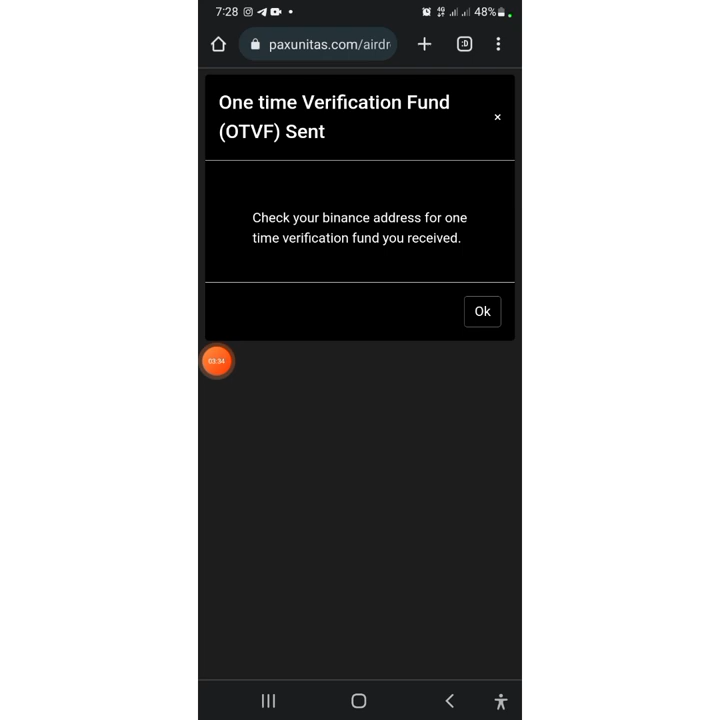 7:28
4G
48%
paxunitas.com/airdr
:D
One time Verification Fund
(OTVF) Sent
×
Check your binance address for one
time verification fund you received.
Ok
03:34